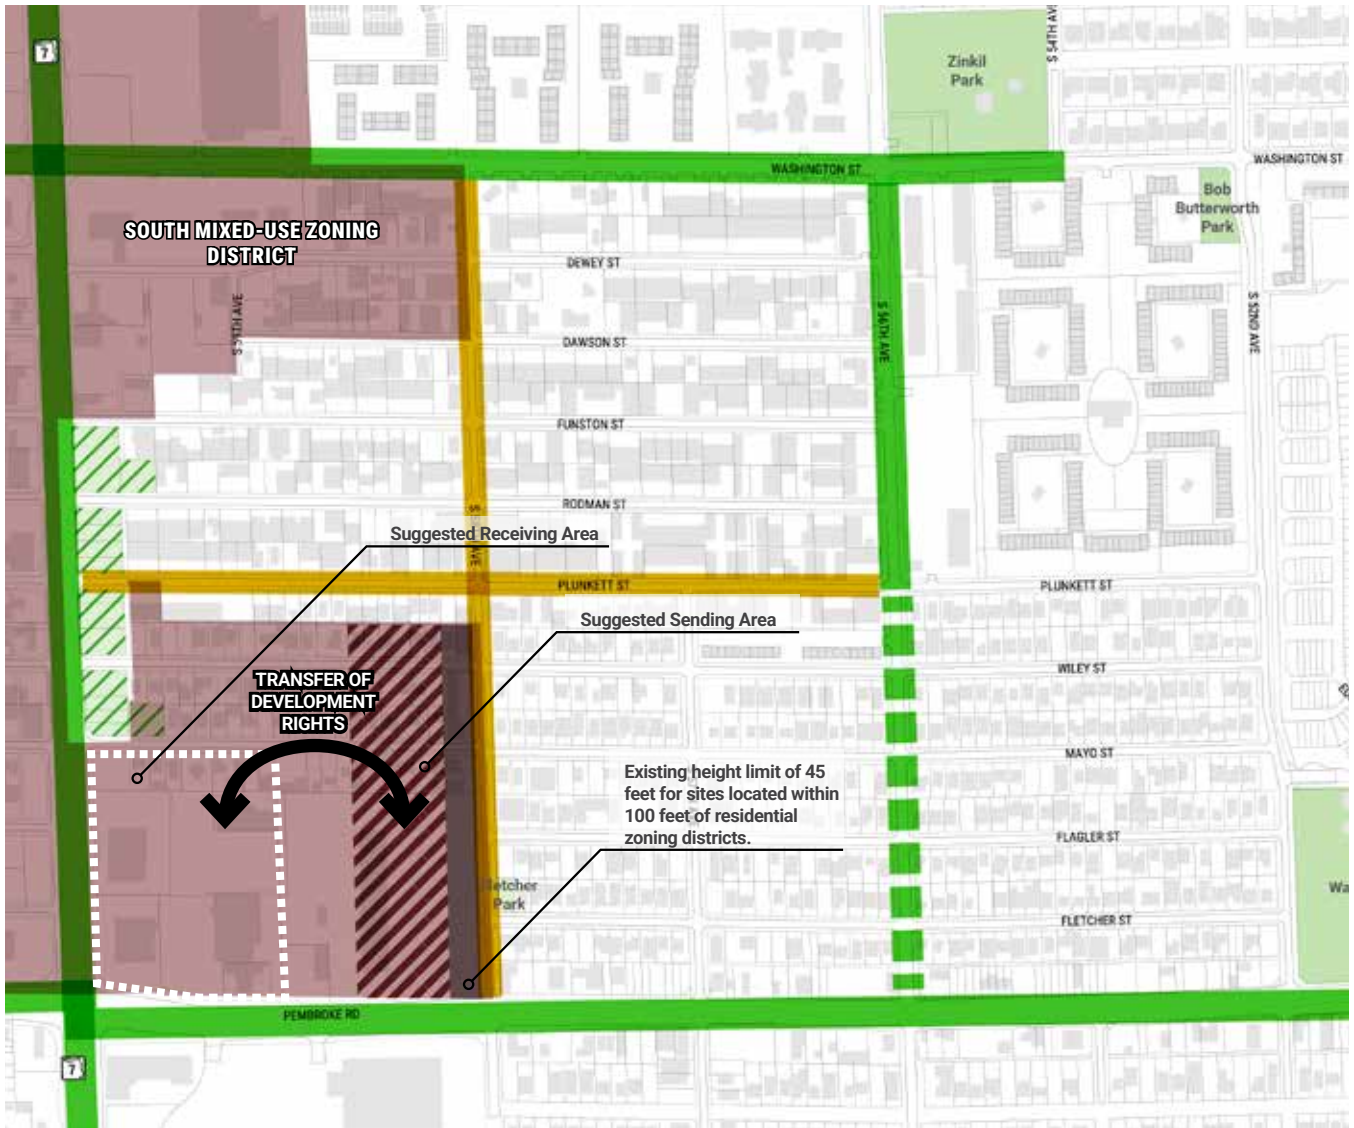 7
Zinkil
Park
S 54TH AVE
WASHINGTON ST
WASHINGTON ST
Bob
Butterworth
Park
SOUTH MIXED-USE ZONING
DISTRICT
DEWEY ST
S 59TH AVE
S 56TH AVE
S 52ND AVE
DAWSON ST
FUNSTON ST
RODMAN ST
Suggested Receiving Area
AVE
PLUNKETT ST
PLUNKETT ST
Suggested Sending Area
WILEY ST
TRANSFER OF
DEVELOPMENT
RIGHTS
MAYO ST
Existing height limit of 45
feet for sites located within
100 feet of residential
zoning districts.
FLAGLER ST
Park
FLETCHER ST
PEMBROKE RD
7